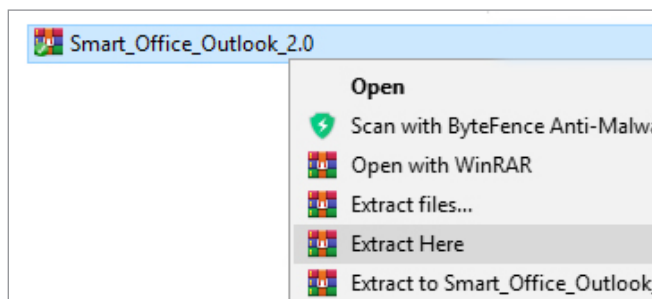 Smart_Office_Outlook_2.0
Open
Scan with ByteFence Anti-Malwa
Open with WinRAR
Extract files...
Extract Here
Extract to Smart_Office_Outlook